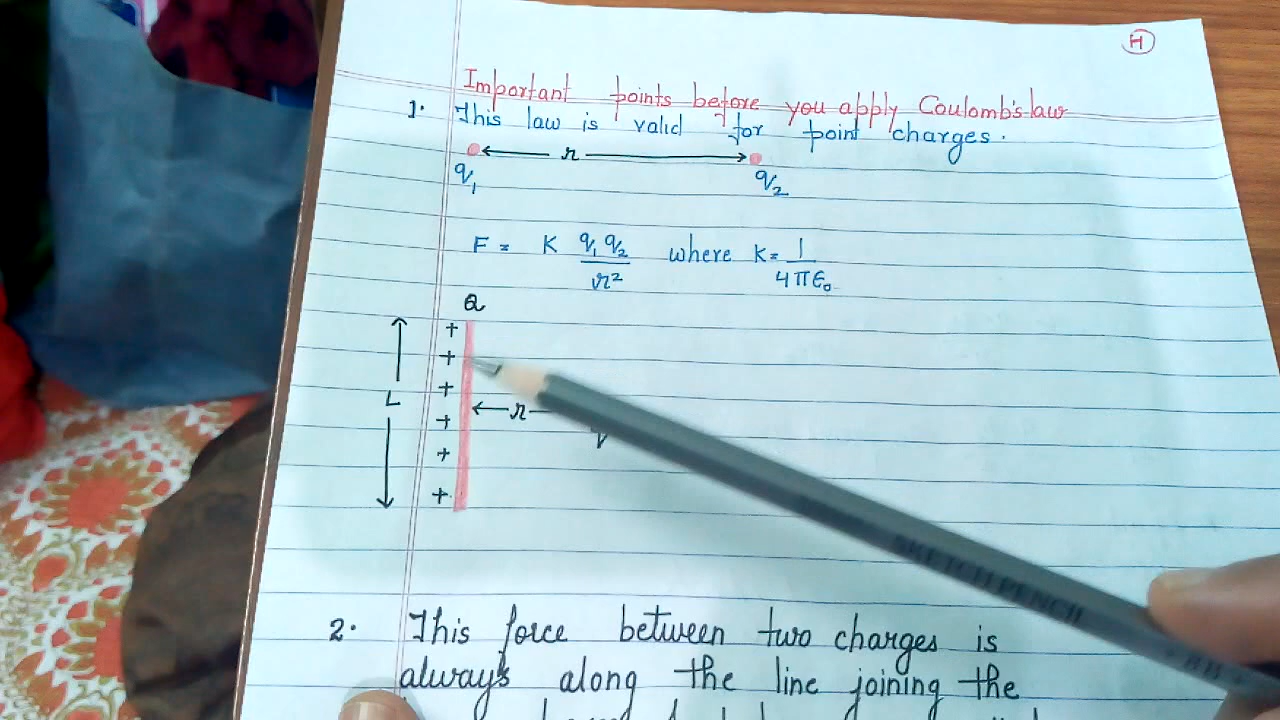 H
Important points before you apply Coulomb's law
1. This law is valid for point charges.
r
q₁ q₂
F = K q₁q₂/r² where K = 1/4πϵ₀
Q
+
+
+
+
+
+
L
r
q
2. This force between two charges is
always along the line joining the